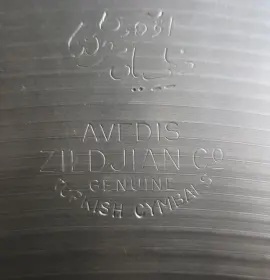 AVEDIS
ZILDJIAN CO
GENUINE
TURKISH CYMBALS